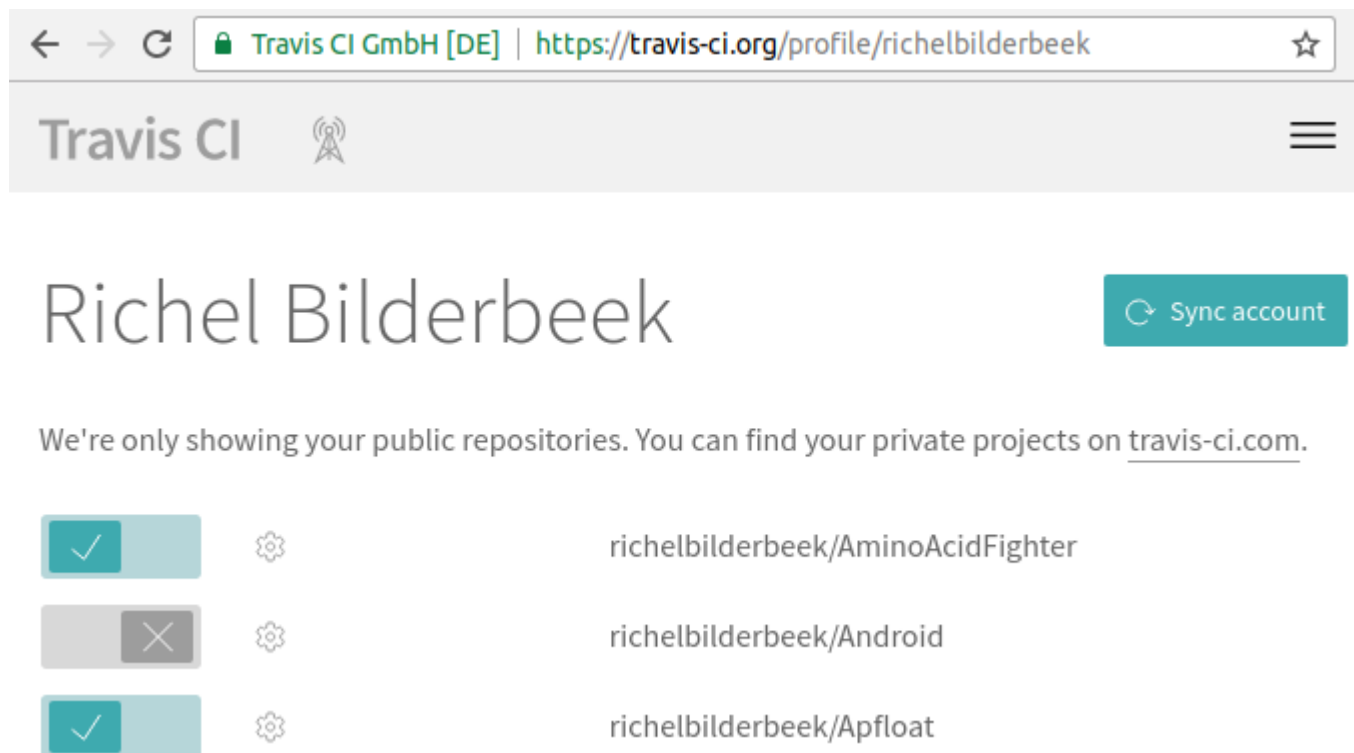 Travis CI GmbH [DE] | https://travis-ci.org/profile/richelbilderbeek
Travis CI
Richel Bilderbeek
Sync account
We're only showing your public repositories. You can find your private projects on travis-ci.com.
richelbilderbeek/AminoAcidFighter
richelbilderbeek/Android
richelbilderbeek/Apfloat